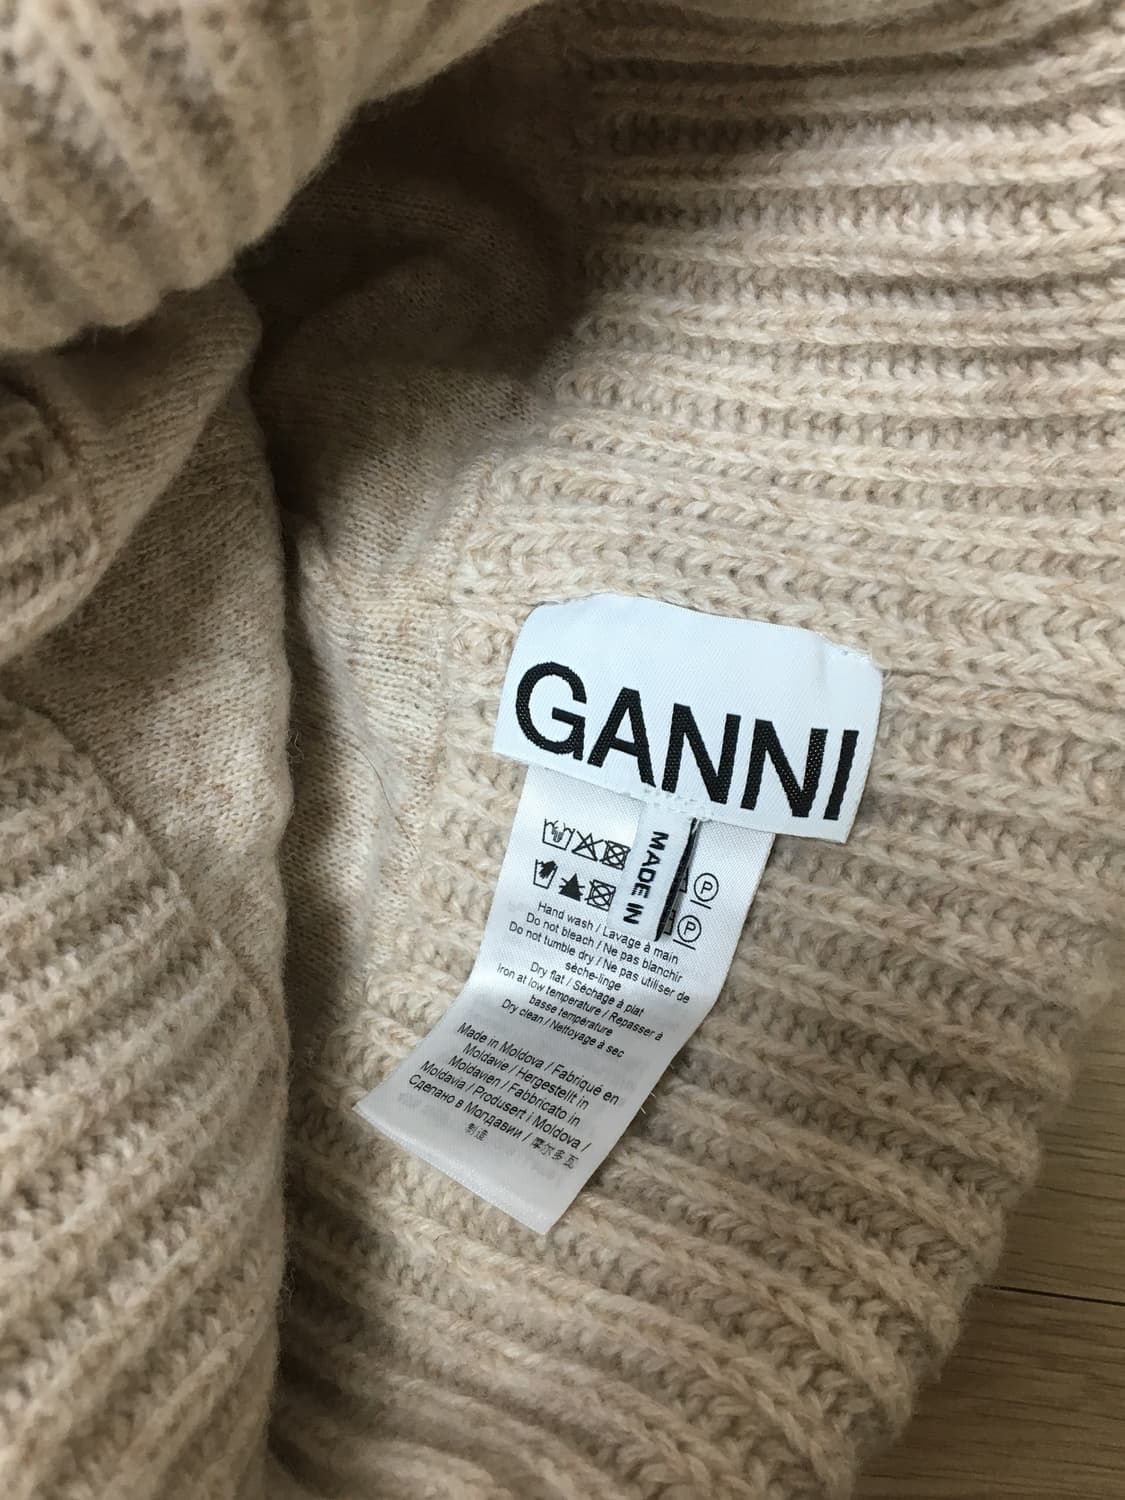 GANNI
MADE IN
P
P
Hand wash / Lavage à main
Do not bleach / Ne pas blanchir
Do not tumble dry / Ne pas utiliser de
sèche-linge
Dry flat / Séchage à plat
Iron at low temperature / Repasser à
basse température
Dry clean / Nettoyage à sec
Made in Moldova / Fabriqué en
Moldavie / Hergestellt in
Moldavien / Fabbricato in
Moldavia / Produsert i Moldova /
Сделано в Молдавии / 摩尔多瓦
制造